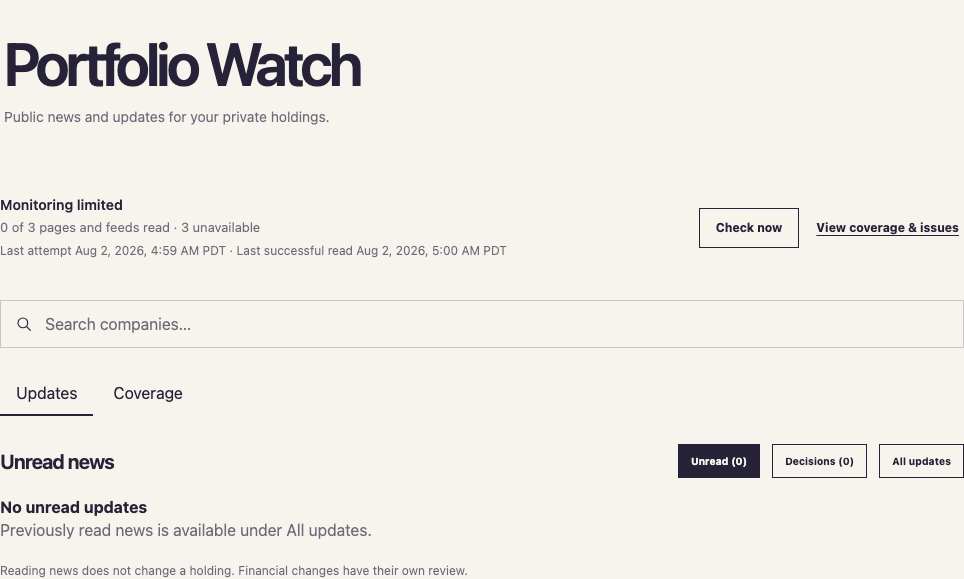 Portfolio Watch
Public news and updates for your private holdings.
Monitoring limited
0 of 3 pages and feeds read · 3 unavailable
Last attempt Aug 2, 2026, 4:59 AM PDT · Last successful read Aug 2, 2026, 5:00 AM PDT
Check now
View coverage & issues
Search companies...
Updates
Coverage
Unread news
Unread (0)
Decisions (0)
All updates
No unread updates
Previously read news is available under All updates.
Reading news does not change a holding. Financial changes have their own review.